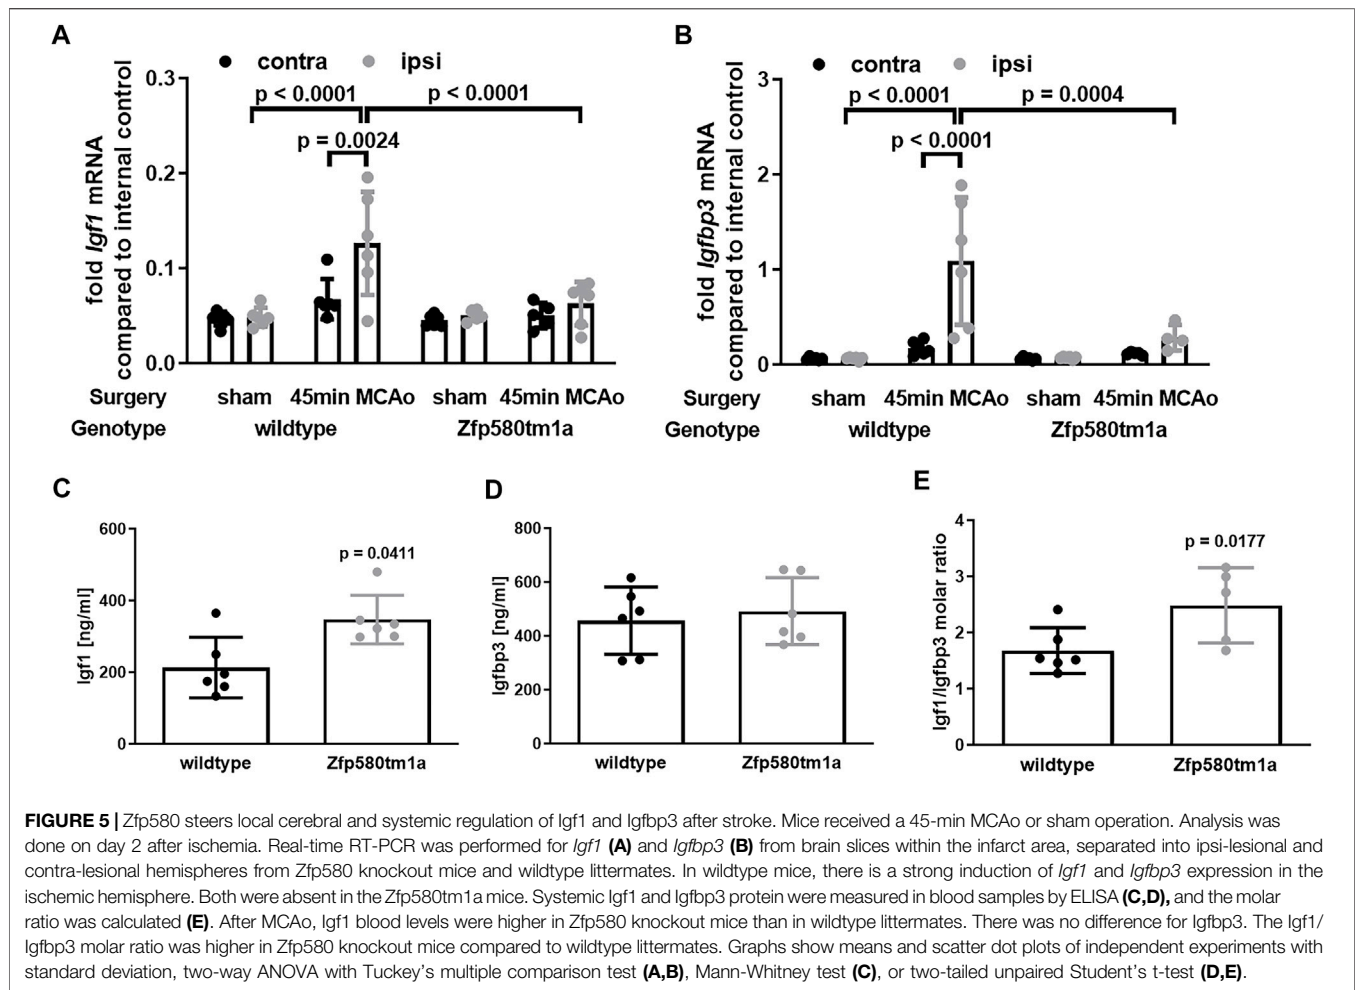 A
contra
ipsi
fold Igf1 mRNA
compared to internal control
0.3
0.2
0.1
0.0
p < 0.0001
p < 0.0001
p = 0.0024
Surgery sham 45min MCAo sham 45min MCAo
Genotype wildtype Zfp580tm1a
B
contra
ipsi
fold Igfbp3 mRNA
compared to internal control
3
2
1
0
p < 0.0001
p = 0.0004
p < 0.0001
Surgery sham 45min MCAo sham 45min MCAo
Genotype wildtype Zfp580tm1a
C
Igf1 [ng/ml]
600
400
200
0
p = 0.0411
wildtype Zfp580tm1a
D
Igfbp3 [ng/ml]
800
600
400
200
0
wildtype Zfp580tm1a
E
Igf1/Igfbp3 molar ratio
4
3
2
1
0
p = 0.0177
wildtype Zfp580tm1a
FIGURE 5 | Zfp580 steers local cerebral and systemic regulation of Igf1 and Igfbp3 after stroke. Mice received a 45-min MCAo or sham operation. Analysis was
done on day 2 after ischemia. Real-time RT-PCR was performed for Igf1 (A) and Igfbp3 (B) from brain slices within the infarct area, separated into ipsi-lesional and
contra-lesional hemispheres from Zfp580 knockout mice and wildtype littermates. In wildtype mice, there is a strong induction of Igf1 and Igfbp3 expression in the
ischemic hemisphere. Both were absent in the Zfp580tm1a mice. Systemic Igf1 and Igfbp3 protein were measured in blood samples by ELISA (C,D), and the molar
ratio was calculated (E). After MCAo, Igf1 blood levels were higher in Zfp580 knockout mice than in wildtype littermates. There was no difference for Igfbp3. The Igf1/
Igfbp3 molar ratio was higher in Zfp580 knockout mice compared to wildtype littermates. Graphs show means and scatter dot plots of independent experiments with
standard deviation, two-way ANOVA with Tuckey's multiple comparison test (A,B), Mann-Whitney test (C), or two-tailed unpaired Student's t-test (D,E).